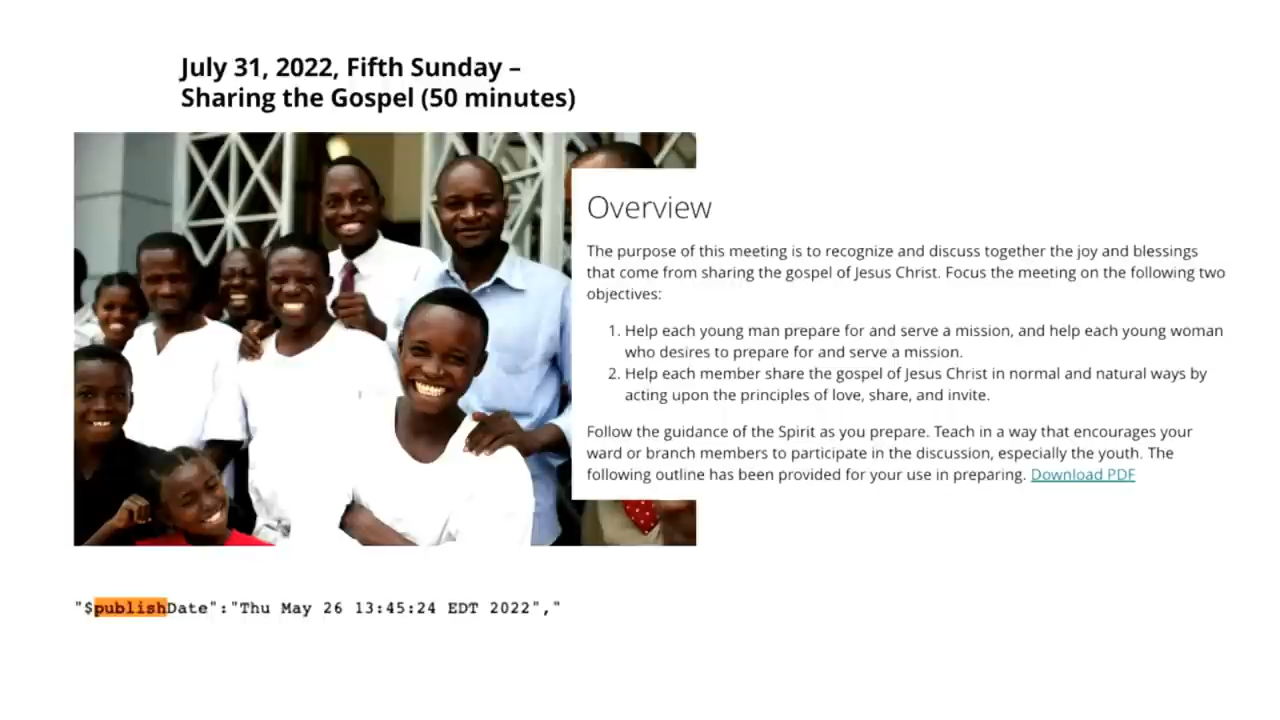 July 31, 2022, Fifth Sunday –
Sharing the Gospel (50 minutes)
Overview
The purpose of this meeting is to recognize and discuss together the joy and blessings
that come from sharing the gospel of Jesus Christ. Focus the meeting on the following two
objectives:
1. Help each young man prepare for and serve a mission, and help each young woman
who desires to prepare for and serve a mission.
2. Help each member share the gospel of Jesus Christ in normal and natural ways by
acting upon the principles of love, share, and invite.
Follow the guidance of the Spirit as you prepare. Teach in a way that encourages your
ward or branch members to participate in the discussion, especially the youth. The
following outline has been provided for your use in preparing. Download PDF
"$publishDate":"Thu May 26 13:45:24 EDT 2022","